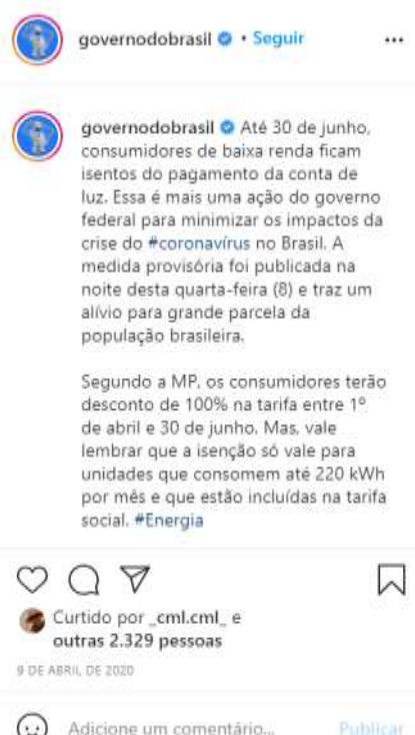 governodobrasil • Seguir
governodobrasil Até 30 de junho,
consumidores de baixa renda ficam
isentos do pagamento da conta de
luz. Essa é mais uma ação do governo
federal para minimizar os impactos da
crise do #coronavírus no Brasil. A
medida provisória foi publicada na
noite desta quarta-feira (8) e traz um
alívio para grande parcela da
população brasileira.
Segundo a MP, os consumidores terão
desconto de 100% na tarifa entre 1º
de abril e 30 de junho. Mas, vale
lembrar que a isenção só vale para
unidades que consomem até 220 kWh
por mês e que estão incluídas na tarifa
social. #Energia
Curtido por _cml.cml_ e
outras 2.329 pessoas
9 DE ABRIL DE 2020
Adicione um comentário... Publicar